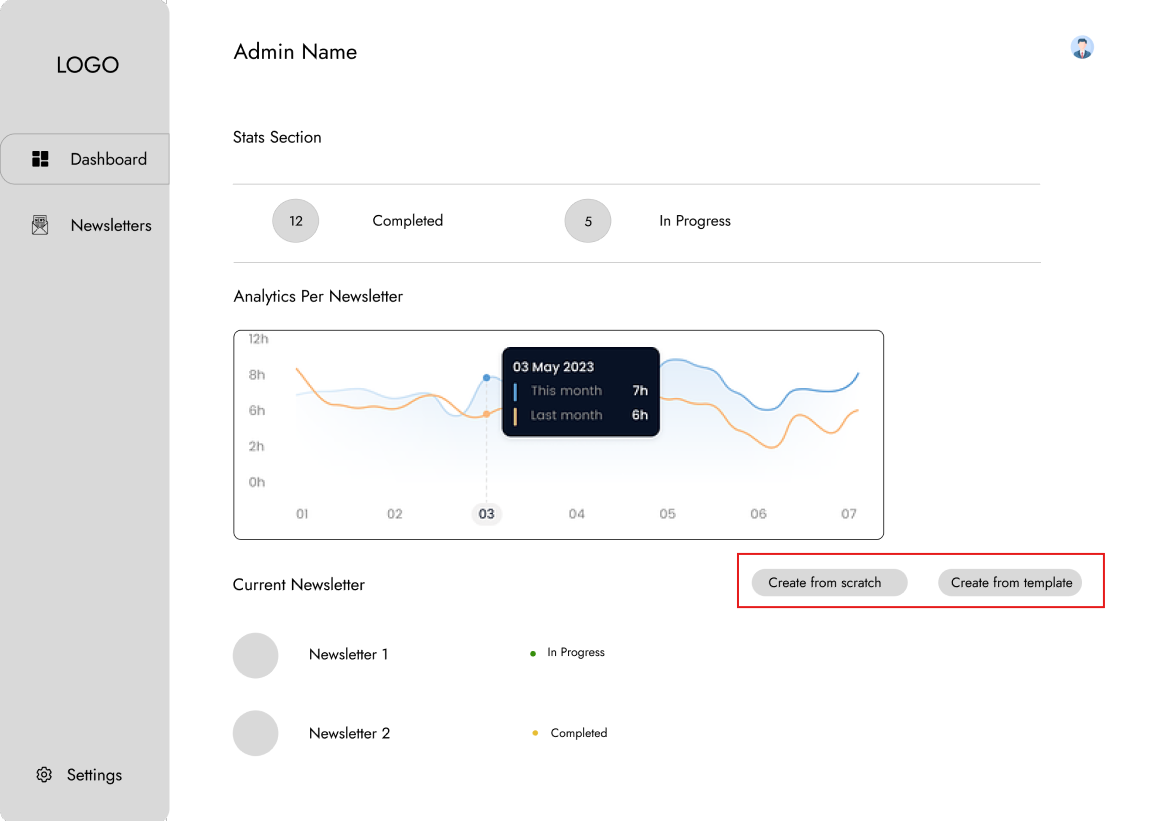 LOGO
Admin Name
Stats Section
Dashboard
12 Completed 5 In Progress
Newsletters
Analytics Per Newsletter
12h
8h
6h
2h
0h
03 May 2023
This month 7h
Last month 6h
01 02 03 04 05 06 07
Current Newsletter
Create from scratch Create from template
Newsletter 1 In Progress
Newsletter 2 Completed
Settings